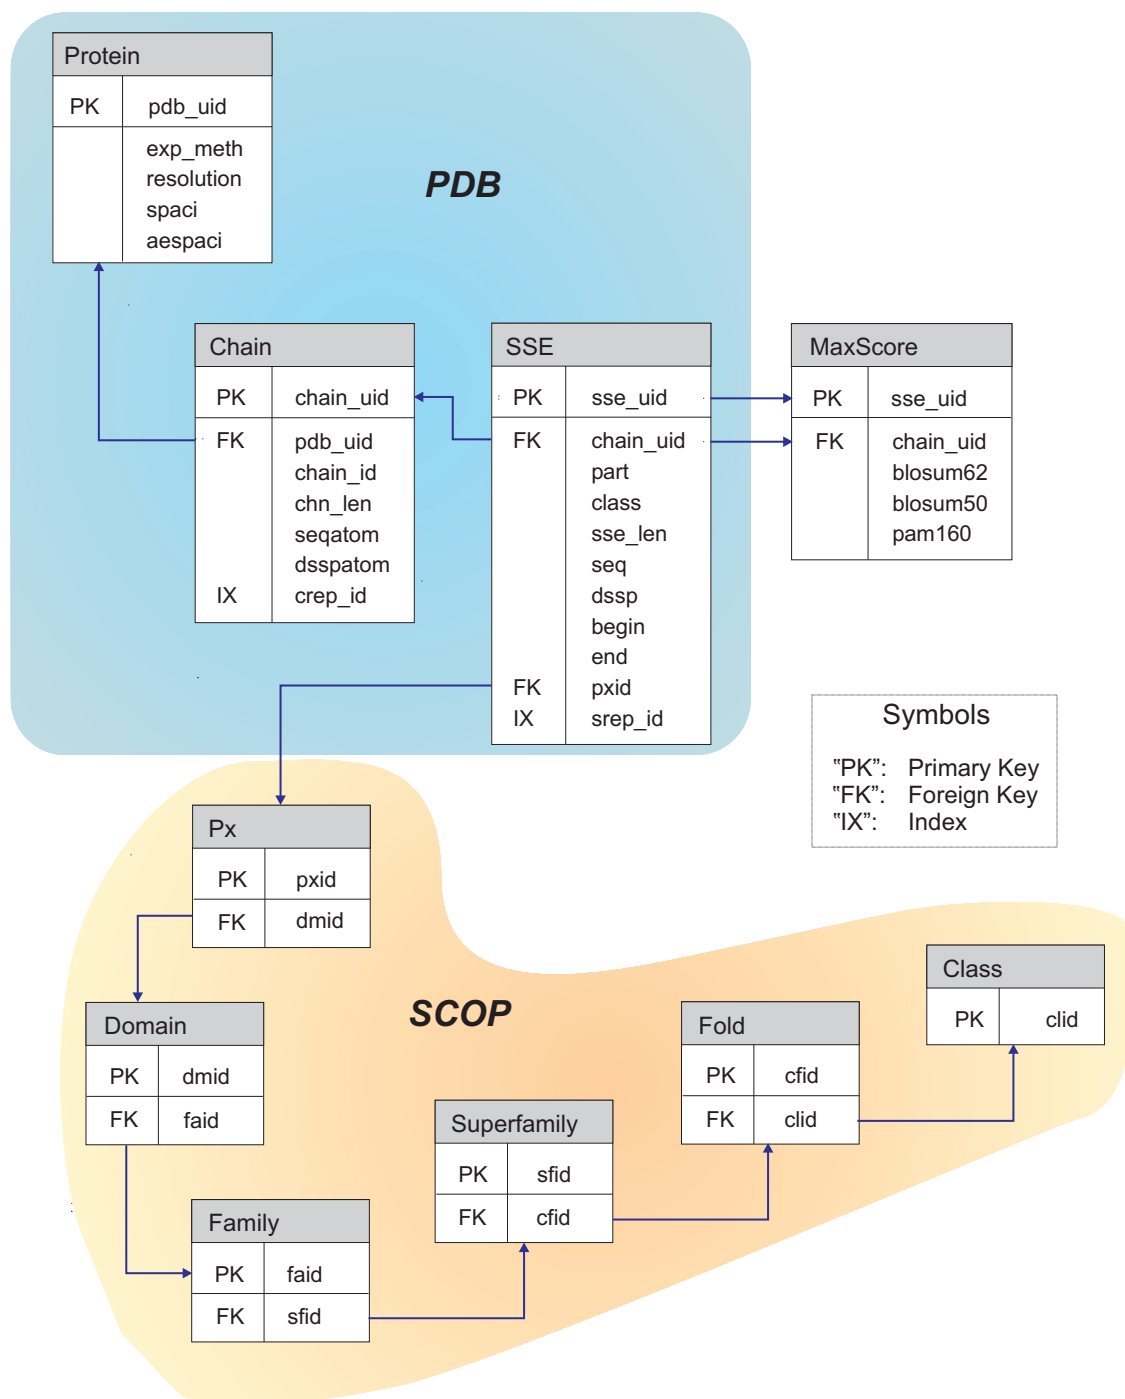 Protein
PK pdb_uid
exp_meth
resolution
spaci
aespaci
PDB
Chain
PK chain_uid
FK pdb_uid
chain_id
chn_len
seqatom
dsspatom
IX crep_id
SSE
PK sse_uid
FK chain_uid
part
class
sse_len
seq
dssp
begin
end
FK pxid
IX srep_id
MaxScore
PK sse_uid
FK chain_uid
blosum62
blosum50
pam160
Symbols
"PK”: Primary Key
"FK”: Foreign Key
"IX”: Index
Px
PK pxid
FK dmid
SCOP
Domain
PK dmid
FK faid
Family
PK faid
FK sfid
Superfamily
PK sfid
FK cfid
Fold
PK cfid
FK clid
Class
PK clid